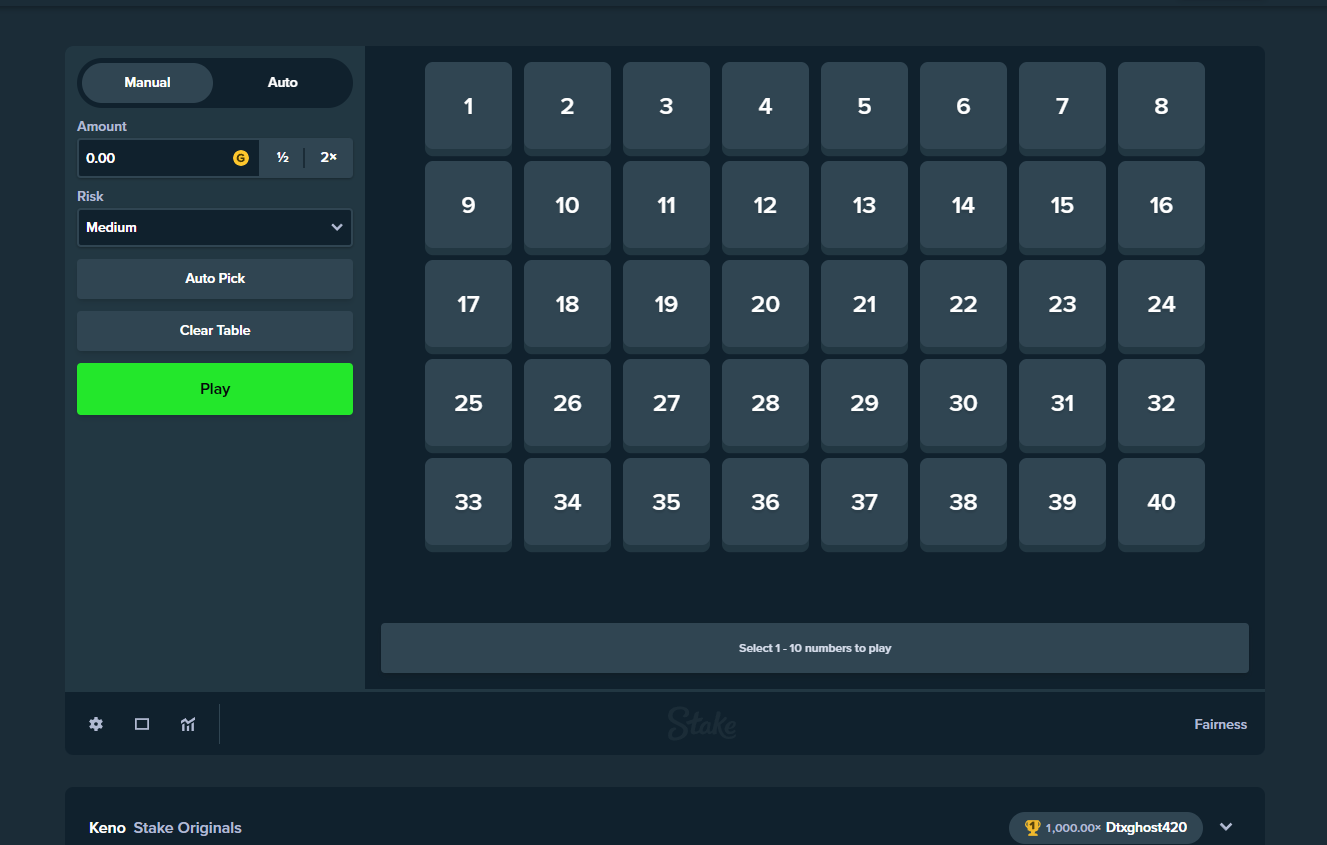 Manual Auto
Amount
0.00 G ½ 2×
Risk
Medium
Auto Pick
Clear Table
Play
1 2 3 4 5 6 7 8
9 10 11 12 13 14 15 16
17 18 19 20 21 22 23 24
25 26 27 28 29 30 31 32
33 34 35 36 37 38 39 40
Select 1 - 10 numbers to play
Stake
Fairness
Keno Stake Originals
1 1,000.00× Dtxghost420